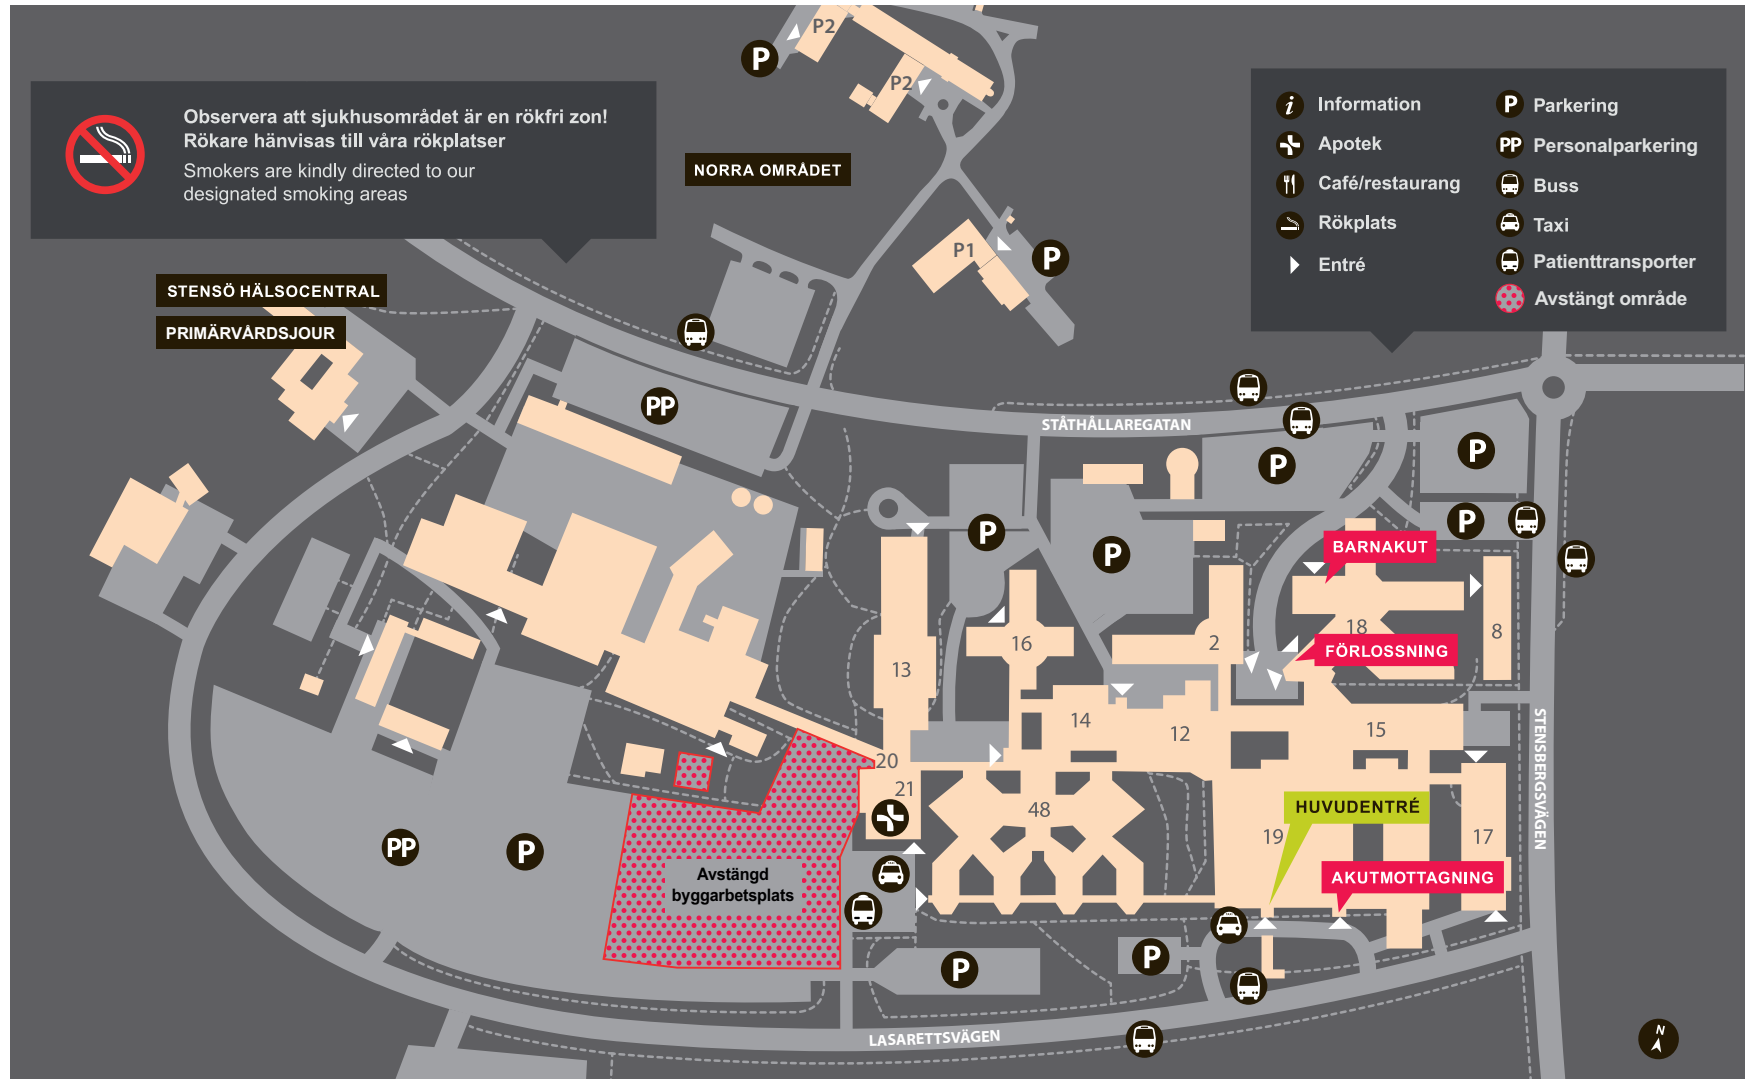 P2
P
P2
Observera att sjukhusområdet är en rökfri zon!
Rökare hänvisas till våra rökplatser
Smokers are kindly directed to our
designated smoking areas
NORRA OMRÅDET
i Information
Apotek
Café/restaurang
Rökplats
Entré
P Parkering
PP Personalparkering
Buss
Taxi
Patienttransporter
Avstängt område
P1
P
STENSÖ HÄLSOCENTRAL
PRIMÄRVÅRDSJOUR
PP
STÅTHÅLLAREGATAN
P
P
P
P
P
BARNAKUT
18
8
FÖRLOSSNING
2
16
13
14
12
15
STENSBERGSVÄGEN
20
21
48
HUVUDENTRÉ
19
17
PP
P
Avstängd
byggarbetsplats
AKUTMOTTAGNING
P
P
LASARETTSVÄGEN
N